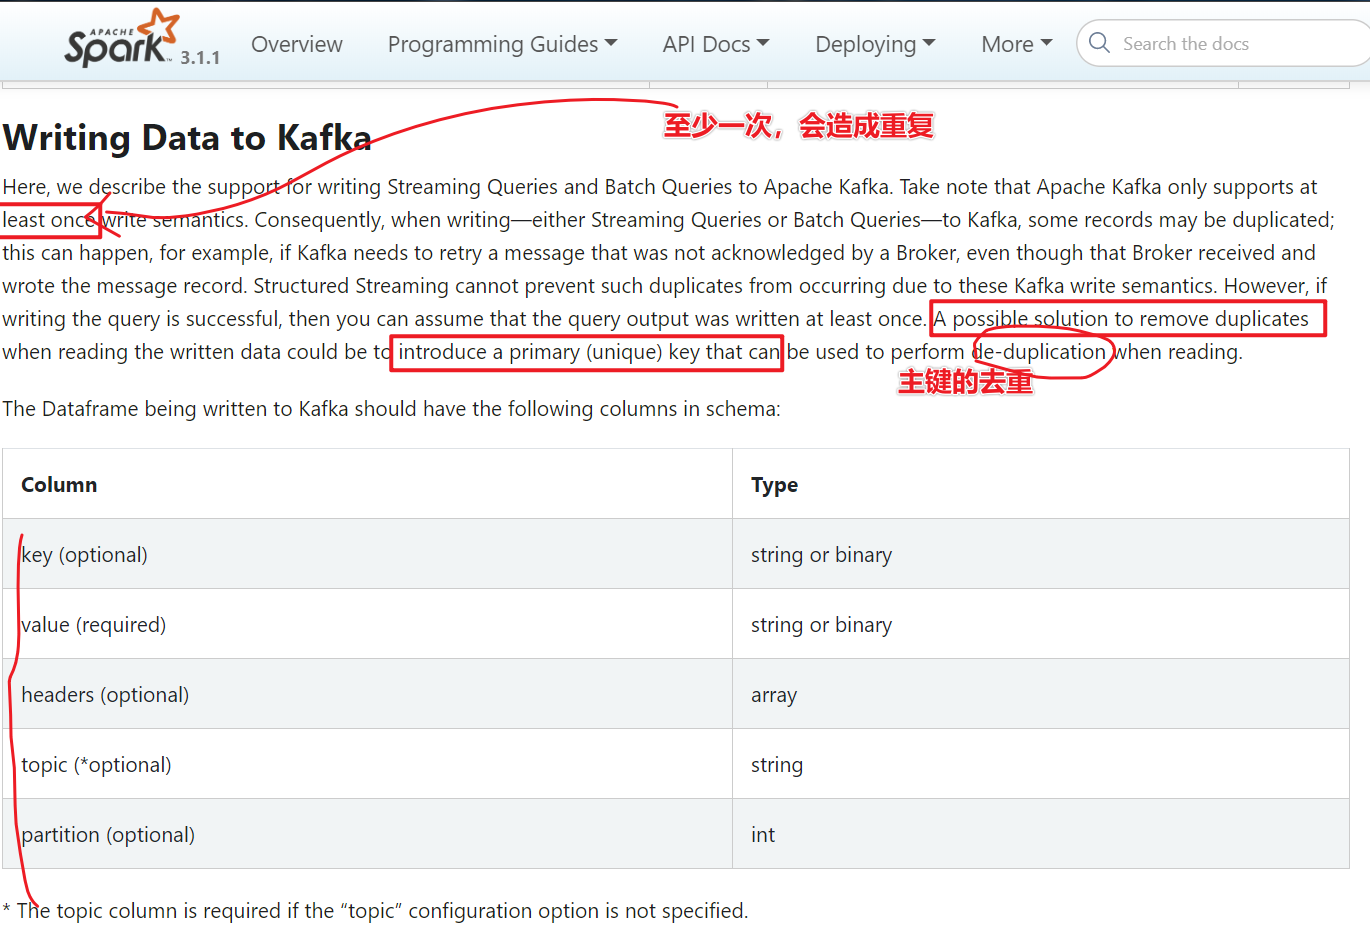 APACHE
Spark 3.1.1 Overview Programming Guides API Docs Deploying More Search the docs
Writing Data to Kafka
至少一次，会造成重复
Here, we describe the support for writing Streaming Queries and Batch Queries to Apache Kafka. Take note that Apache Kafka only supports at
least once write semantics. Consequently, when writing—either Streaming Queries or Batch Queries—to Kafka, some records may be duplicated;
this can happen, for example, if Kafka needs to retry a message that was not acknowledged by a Broker, even though that Broker received and
wrote the message record. Structured Streaming cannot prevent such duplicates from occurring due to these Kafka write semantics. However, if
writing the query is successful, then you can assume that the query output was written at least once. A possible solution to remove duplicates
when reading the written data could be to introduce a primary (unique) key that can be used to perform de-duplication when reading.
主键的去重
The Dataframe being written to Kafka should have the following columns in schema:
Column Type
key (optional) string or binary
value (required) string or binary
headers (optional) array
topic (*optional) string
partition (optional) int
* The topic column is required if the “topic” configuration option is not specified.